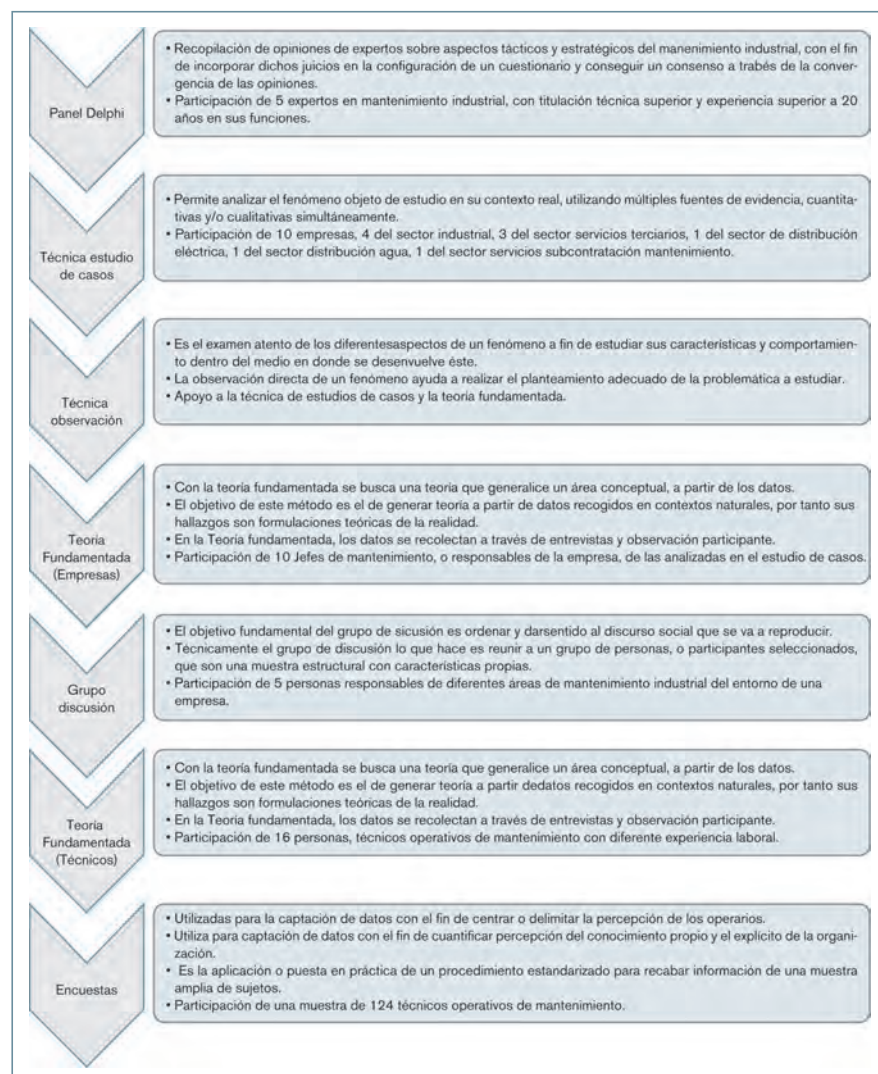 Panel Delphi
• Recopilación de opiniones de expertos sobre aspectos tácticos y estratégicos del manenimiento industrial, con el fin
de incorporar dichos juicios en la configuración de un cuestionario y conseguir un consenso a trabés de la conver-
gencia de las opiniones.
• Participación de 5 expertos en mantenimiento industrial, con titulación técnica superior y experiencia superior a 20
años en sus funciones.
Técnica estudio
de casos
• Permite analizar el fenómeno objeto de estudio en su contexto real, utilizando múltiples fuentes de evidencia, cuantita-
tivas y/o cualitativas simultáneamente.
• Participación de 10 empresas, 4 del sector industrial, 3 del sector servicios terciarios, 1 del sector de distribución
eléctrica, 1 del sector distribución agua, 1 del sector servicios subcontratación mantenimiento.
Técnica
observación
• Es el examen atento de los diferentesaspectos de un fenómeno a fin de estudiar sus características y comportamien-
to dentro del medio en donde se desenvuelve éste.
• La observación directa de un fenómeno ayuda a realizar el planteamiento adecuado de la problemática a estudiar.
• Apoyo a la técnica de estudios de casos y la teoría fundamentada.
Teoría
Fundamentada
(Empresas)
• Con la teoría fundamentada se busca una teoría que generalice un área conceptual, a partir de los datos.
• El objetivo de este método es el de generar teoría a partir de datos recogidos en contextos naturales, por tanto sus
hallazgos son formulaciones teóricas de la realidad.
• En la Teoría fundamentada, los datos se recolectan a través de entrevistas y observación participante.
• Participación de 10 Jefes de mantenimiento, o responsables de la empresa, de las analizadas en el estudio de casos.
Grupo
discusión
• El objetivo fundamental del grupo de sicusión es ordenar y darsentido al discurso social que se va a reproducir.
• Técnicamente el grupo de discusión lo que hace es reunir a un grupo de personas, o participantes seleccionados,
que son una muestra estructural con características propias.
• Participación de 5 personas responsables de diferentes áreas de mantenimiento industrial del entorno de una
empresa.
Teoría
Fundamentada
(Técnicos)
• Con la teoría fundamentada se busca una teoría que generalice un área conceptual, a partir de los datos.
• El objetivo de este método es el de generar teoría a partir dedatos recogidos en contextos naturales, por tanto sus
hallazgos son formulaciones teóricas de la realidad.
• En la Teoria fundamentada, los datos se recolectan a través de entrevistas y observación participante.
• Participación de 16 personas, técnicos operativos de mantenimiento con diferente experiencia laboral.
Encuestas
• Utilizadas para la captación de datos con el fin de centrar o delimitar la percepción de los operarios.
• Utiliza para captación de datos con el fin de cuantificar percepción del conocimiento propio y el explícito de la organi-
zación.
• Es la aplicación o puesta en práctica de un procedimiento estandarizado para recabar información de una muestra
amplia de sujetos.
• Participación de una muestra de 124 técnicos operativos de mantenimiento.